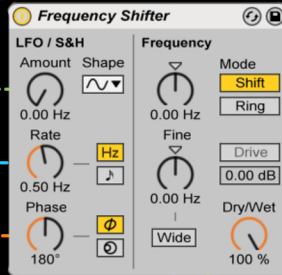 Frequency Shifter
LFO / S&H
Amount Shape
0.00 Hz
Rate
Hz
0.50 Hz
Phase
180°
Frequency
0.00 Hz
Fine
0.00 Hz
Wide
Mode
Shift
Ring
Drive
0.00 dB
Dry/Wet
100 %